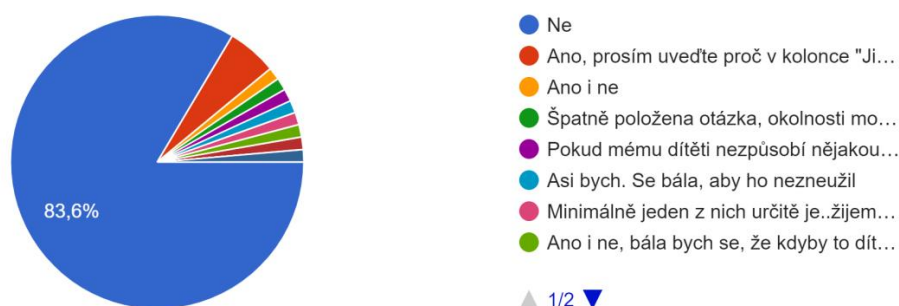 83,6%
Ne
Ano, prosím uveďte proč v kolonce "Ji...
Ano i ne
Špatně položena otázka, okolnosti mo...
Pokud mému dítěti nezpůsobí nějakou...
Asi bych. Se bála, aby ho nezneužil
Minimálně jeden z nich určitě je..žijem...
Ano i ne, bála bych se, že kdyby to dít...
1/2